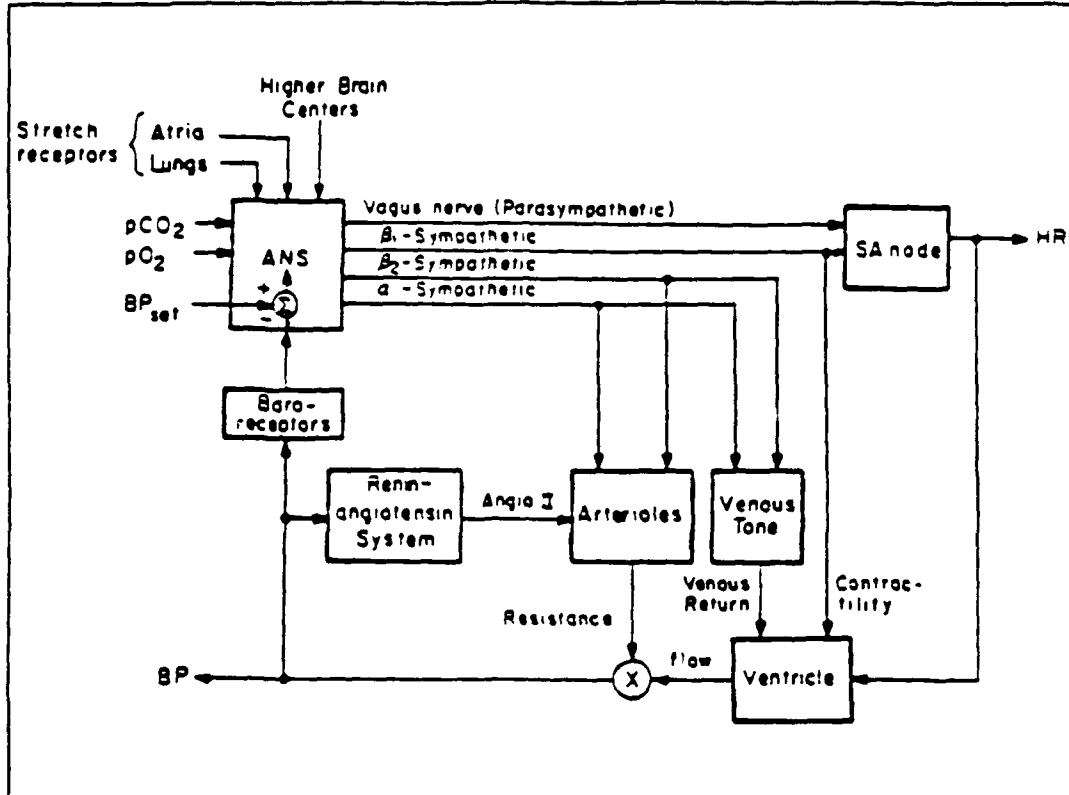 Higher Brain
Centers
Stretch
receptors
Atria
Lungs
pCO2
pO2
BPset
ANS
+
Σ
-
Vagus nerve (Parasympathetic)
β1-Sympathetic
β2-Sympathetic
α-Sympathetic
SA node
HR
Baro-
receptors
Renin-
angiotensin
System
Angio II
Arterioles
Venous
Tone
Resistance
Venous
Return
Contrac-
tility
BP
X
flow
Ventricle